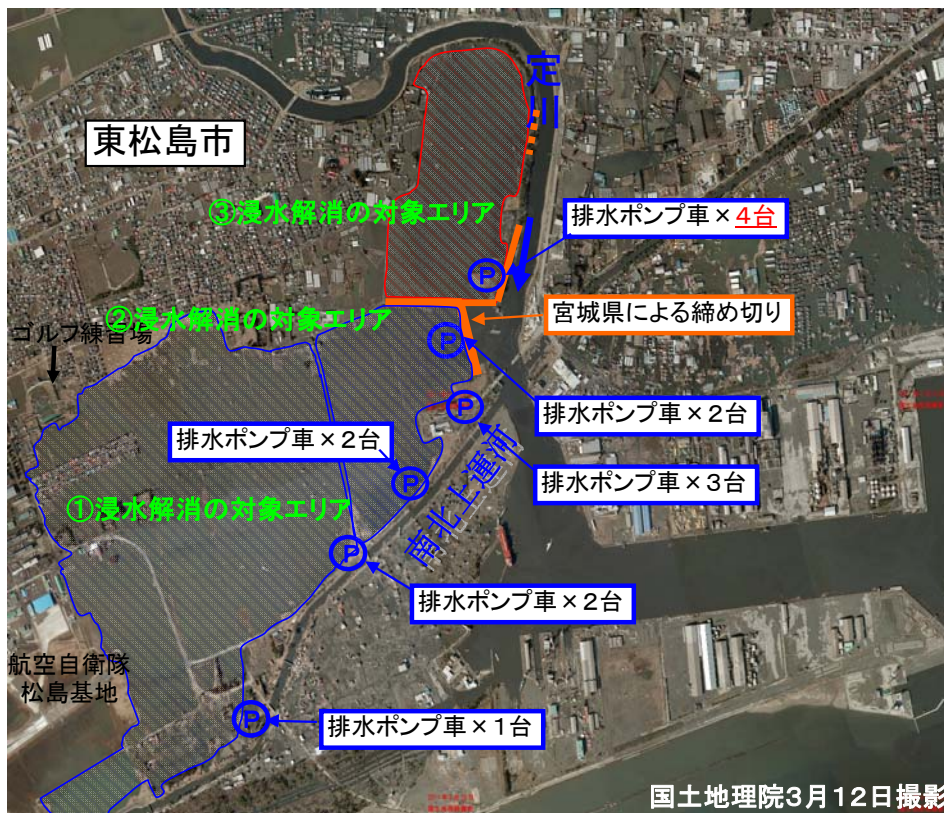 定川
東松島市
③浸水解消の対象エリア
排水ポンプ車×4台
P
宮城県による締め切り
②浸水解消の対象エリア
ゴルフ練習場
P
排水ポンプ車×2台
P
排水ポンプ車×2台
排水ポンプ車×3台
P
南北上運河
①浸水解消の対象エリア
P
排水ポンプ車×2台
航空自衛隊
松島基地
P
排水ポンプ車×1台
国土地理院3月12日撮影